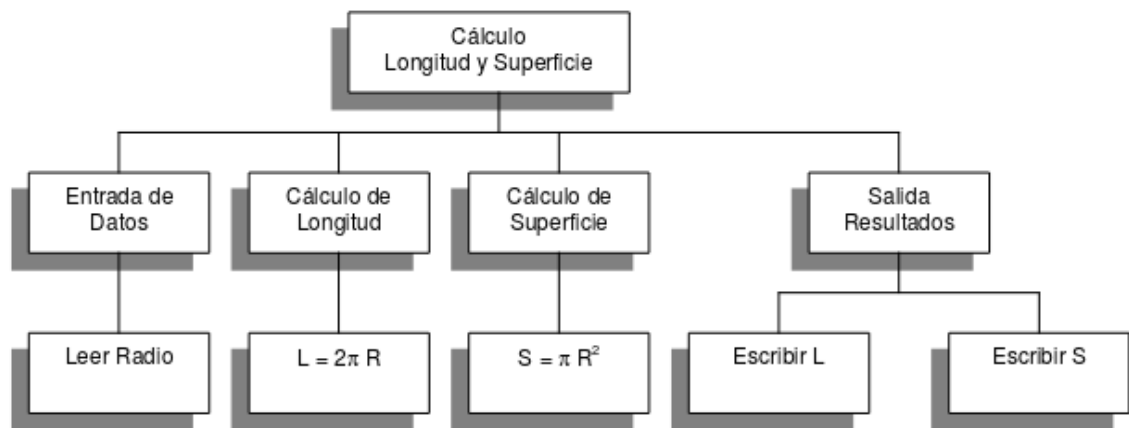 Cálculo
Longitud y Superficie
Entrada de
Datos
Cálculo de
Longitud
Cálculo de
Superficie
Salida
Resultados
Leer Radio
L = 2π R
S = π R²
Escribir L
Escribir S